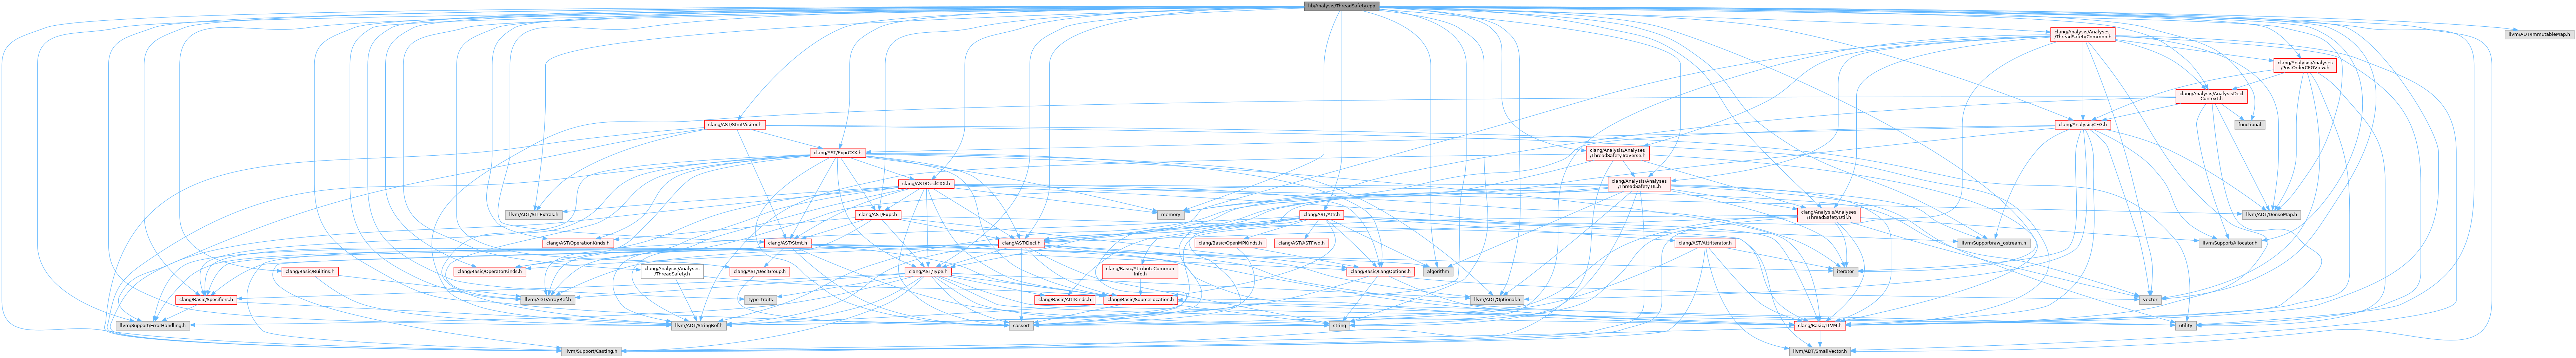 lib/Analysis/ThreadSafety.cpp
clang/Analysis/Analyses
/ThreadSafetyCommon.h
llvm/ADT/ImmutableMap.h
clang/Analysis/Analyses
/PostOrderCFGView.h
clang/Analysis/AnalysisDecl
Context.h
clang/AST/StmtVisitor.h
clang/Analysis/CFG.h
functional
clang/AST/ExprCXX.h
clang/Analysis/Analyses
/ThreadSafetyTraverse.h
clang/AST/DeclCXX.h
clang/Analysis/Analyses
/ThreadSafetyTIL.h
llvm/ADT/STLExtras.h
clang/AST/Expr.h
memory
clang/AST/Attr.h
clang/Analysis/Analyses
/ThreadSafetyUtil.h
llvm/ADT/DenseMap.h
clang/AST/OperationKinds.h
clang/AST/Stmt.h
clang/AST/Decl.h
clang/Basic/OpenMPKinds.h
clang/AST/ASTFwd.h
clang/AST/AttrIterator.h
llvm/Support/raw_ostream.h
llvm/Support/Allocator.h
clang/Basic/Builtins.h
clang/Basic/OperatorKinds.h
clang/Analysis/Analyses
/ThreadSafety.h
clang/AST/DeclGroup.h
clang/AST/Type.h
clang/Basic/AttributeCommon
Info.h
clang/Basic/LangOptions.h
algorithm
iterator
clang/Basic/Specifiers.h
llvm/ADT/ArrayRef.h
type_traits
clang/Basic/AttrKinds.h
clang/Basic/SourceLocation.h
llvm/ADT/Optional.h
vector
llvm/Support/ErrorHandling.h
llvm/ADT/StringRef.h
cassert
string
clang/Basic/LLVM.h
utility
llvm/Support/Casting.h
llvm/ADT/SmallVector.h